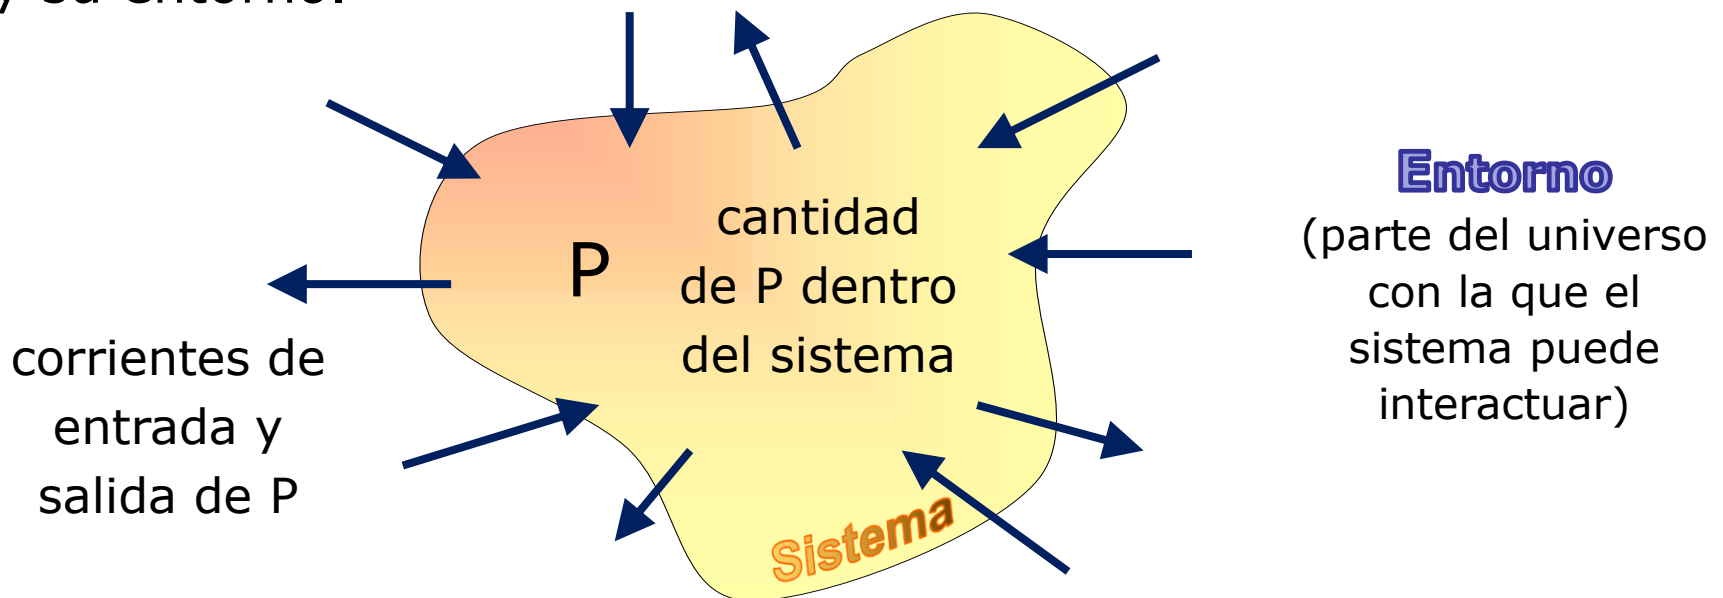 y su entorno.
Entorno
(parte del universo
con la que el
sistema puede
interactuar)
P
cantidad
de P dentro
del sistema
corrientes de
entrada y
salida de P
Sistema